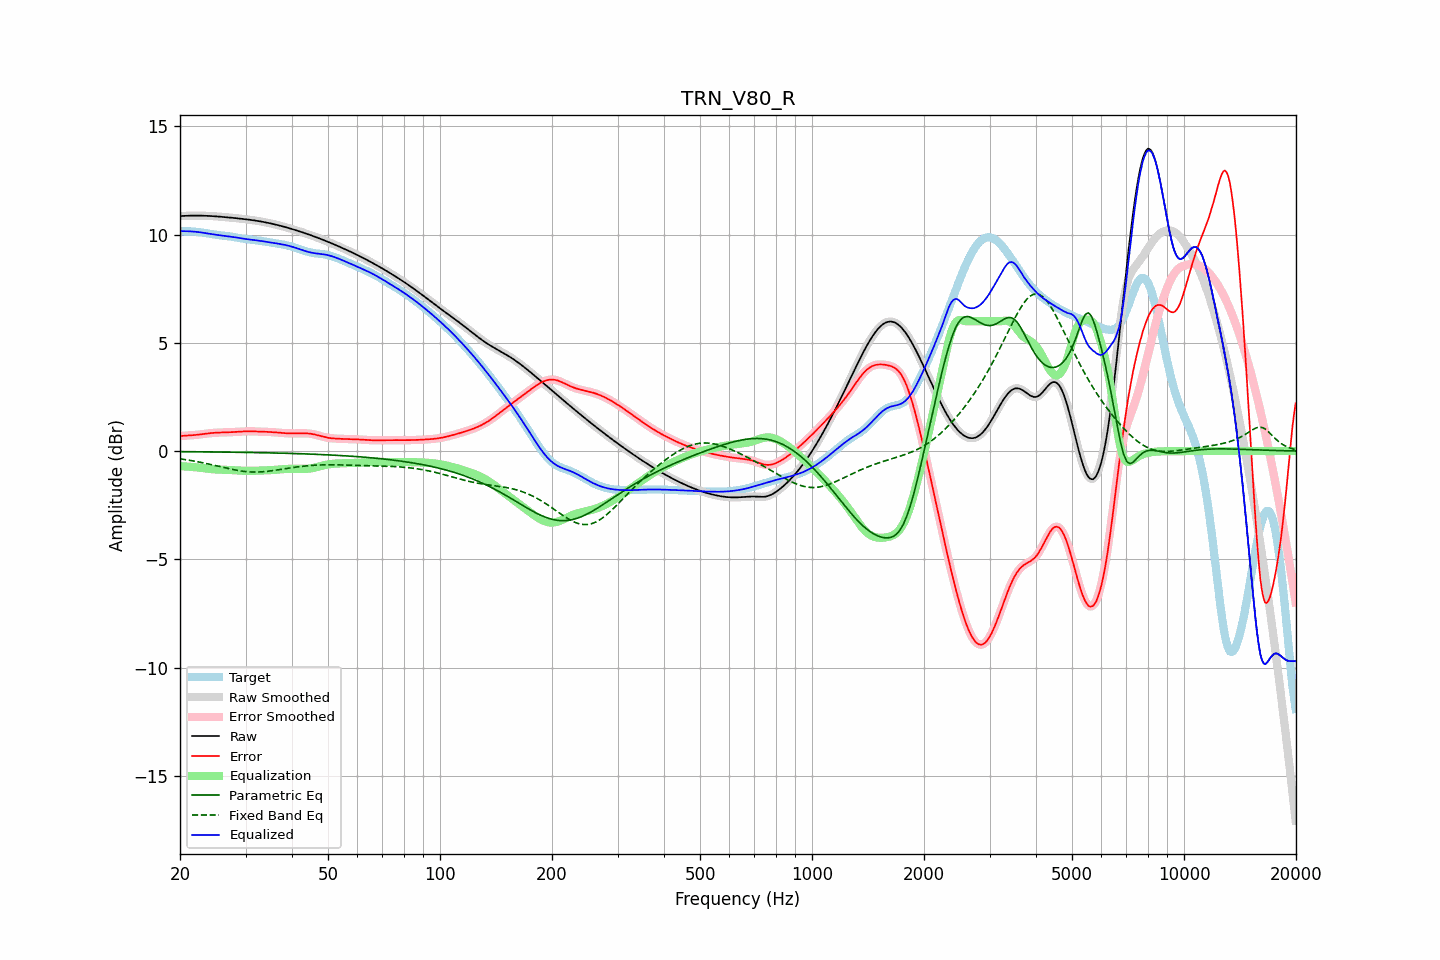 TRN_V80_R
15
10
5
0
−5
−10
−15
Amplitude (dBr)
Target
Raw Smoothed
Error Smoothed
Raw
Error
Equalization
Parametric Eq
Fixed Band Eq
Equalized
20 50 100 200 500 1000 2000 5000 10000 20000
Frequency (Hz)